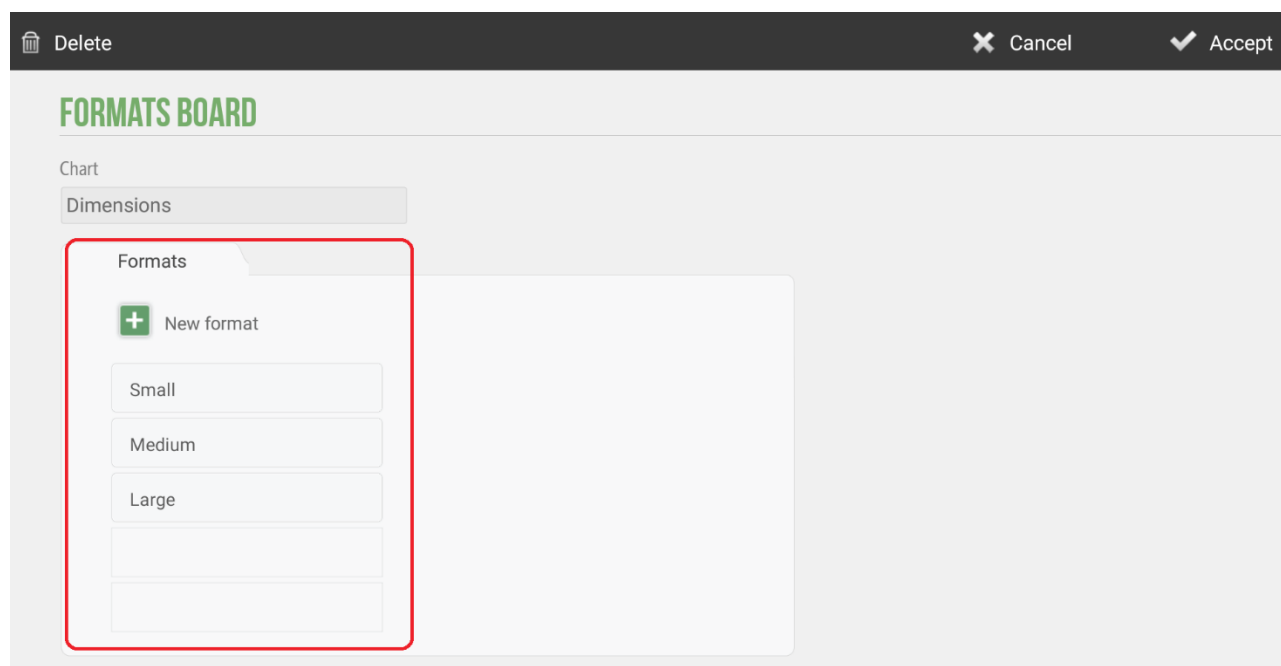 Delete
Cancel
Accept
FORMATS BOARD
Chart
Dimensions
Formats
New format
Small
Medium
Large